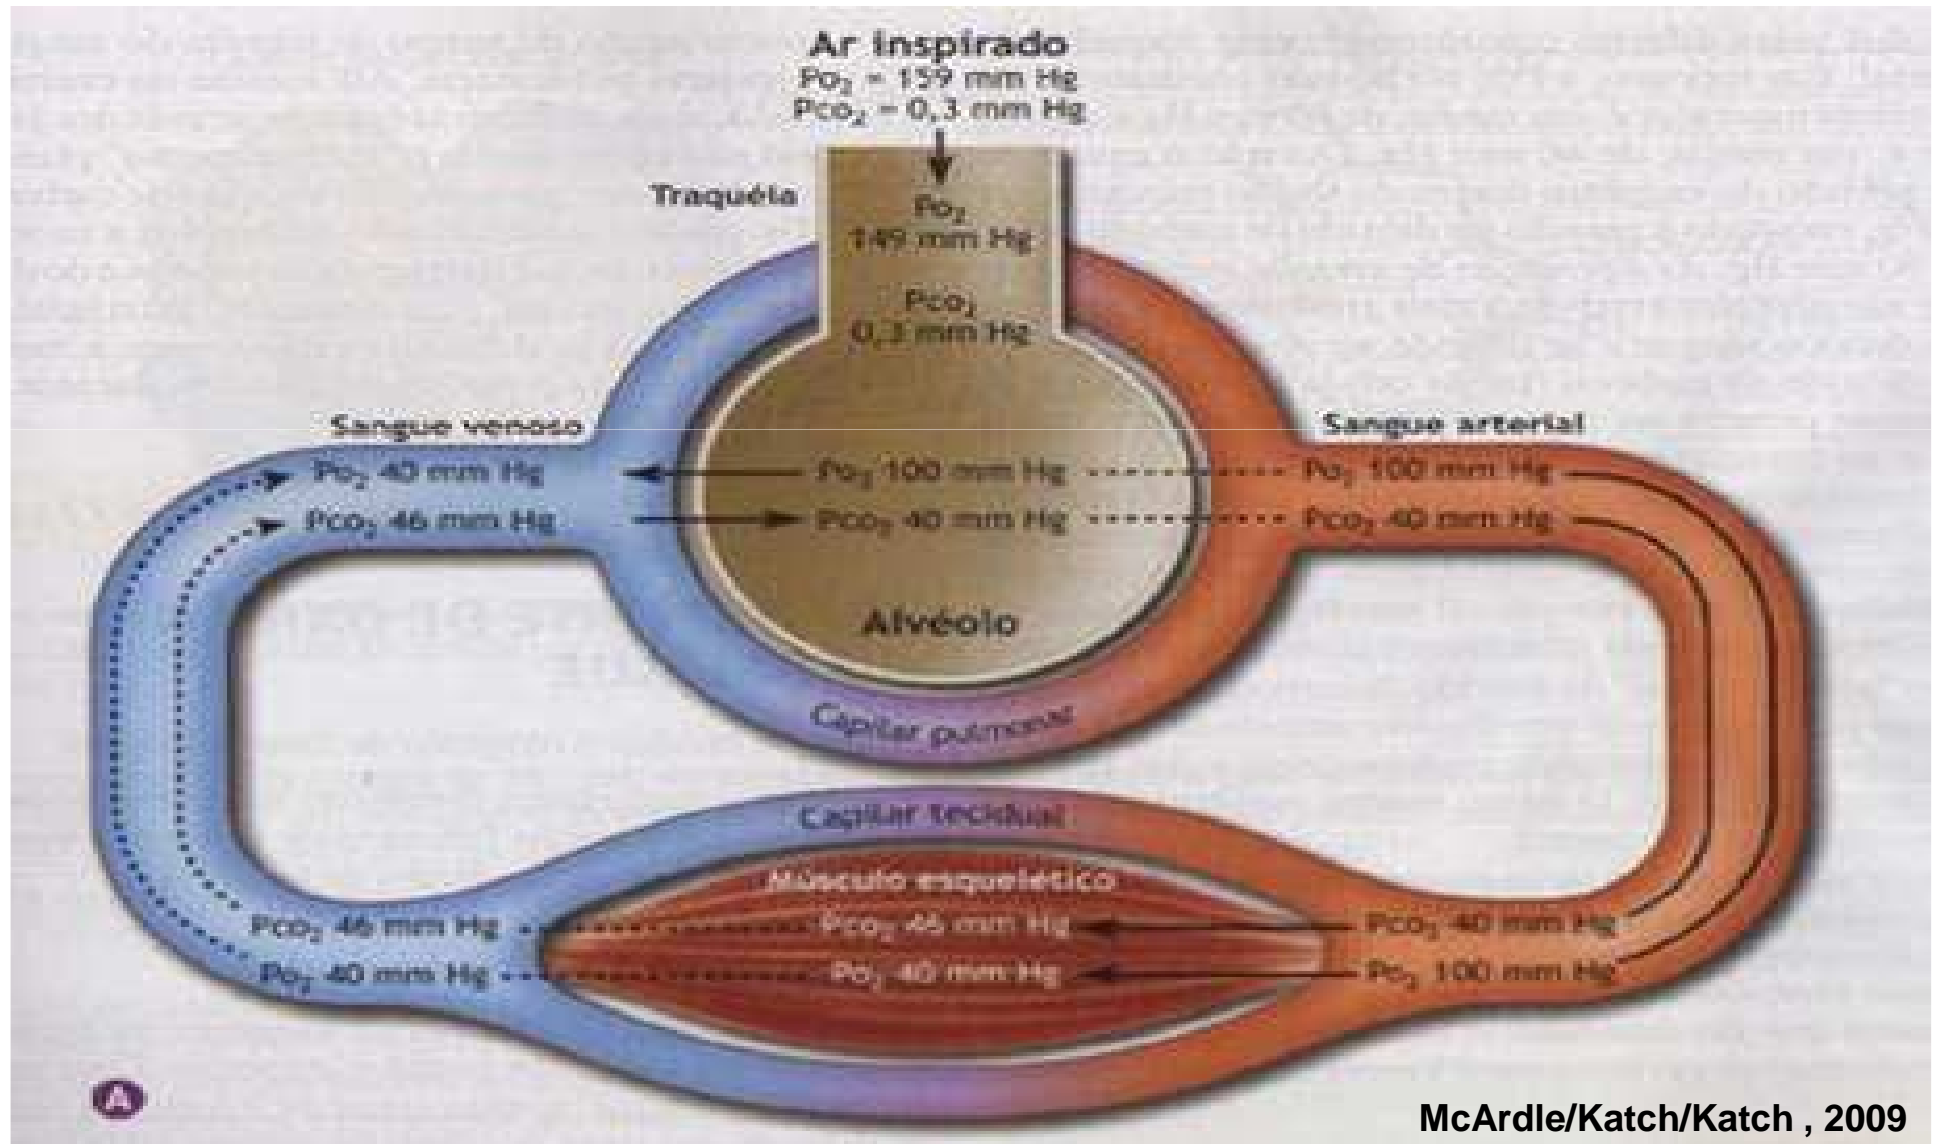 Ar inspirado
Po₂ = 159 mm Hg
Pco₂ = 0,3 mm Hg
Traquéia
Po₂
149 mm Hg
Pco₂
0,3 mm Hg
Sangue venoso
Sangue arterial
Po₂ 40 mm Hg
Po₂ 100 mm Hg
Po₂ 100 mm Hg
Pco₂ 46 mm Hg
Pco₂ 40 mm Hg
Pco₂ 40 mm Hg
Alvéolo
Capilar pulmonar
Capilar tecidual
Músculo esquelético
Pco₂ 46 mm Hg
Pco₂ 46 mm Hg
Pco₂ 40 mm Hg
Po₂ 40 mm Hg
Po₂ 40 mm Hg
Po₂ 100 mm Hg
A
McArdle/Katch/Katch , 2009